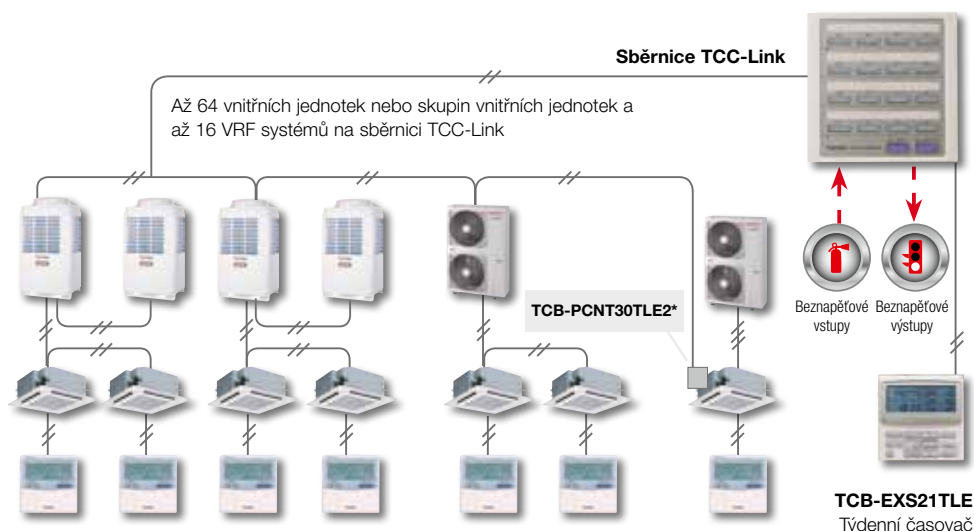 Sběrnice TCC-Link
Až 64 vnitřních jednotek nebo skupin vnitřních jednotek a
až 16 VRF systémů na sběrnici TCC-Link
TCB-PCNT30TLE2*
Beznapěťové
vstupy
Beznapěťové
výstupy
TCB-EXS21TLE
Týdenní časovač